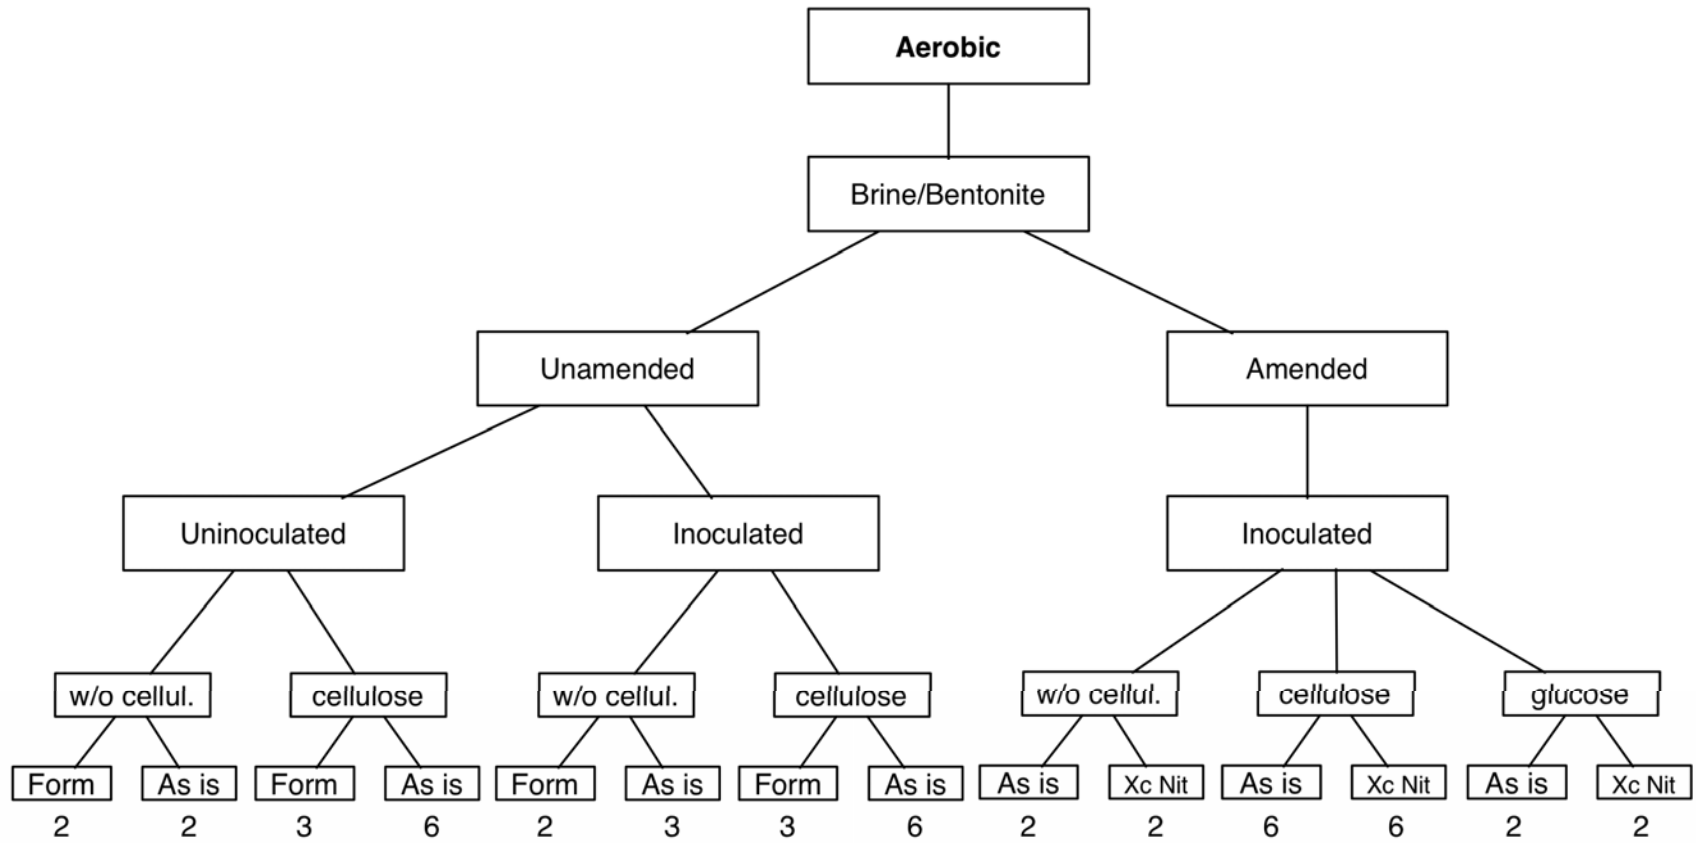 Aerobic
Brine/Bentonite
Unamended Amended
Uninoculated Inoculated Inoculated
w/o cellul. cellulose w/o cellul. cellulose w/o cellul. cellulose glucose
Form As is Form As is Form As is Form As is As is Xc Nit As is Xc Nit As is Xc Nit
2 2 3 6 2 3 3 6 2 2 6 6 2 2